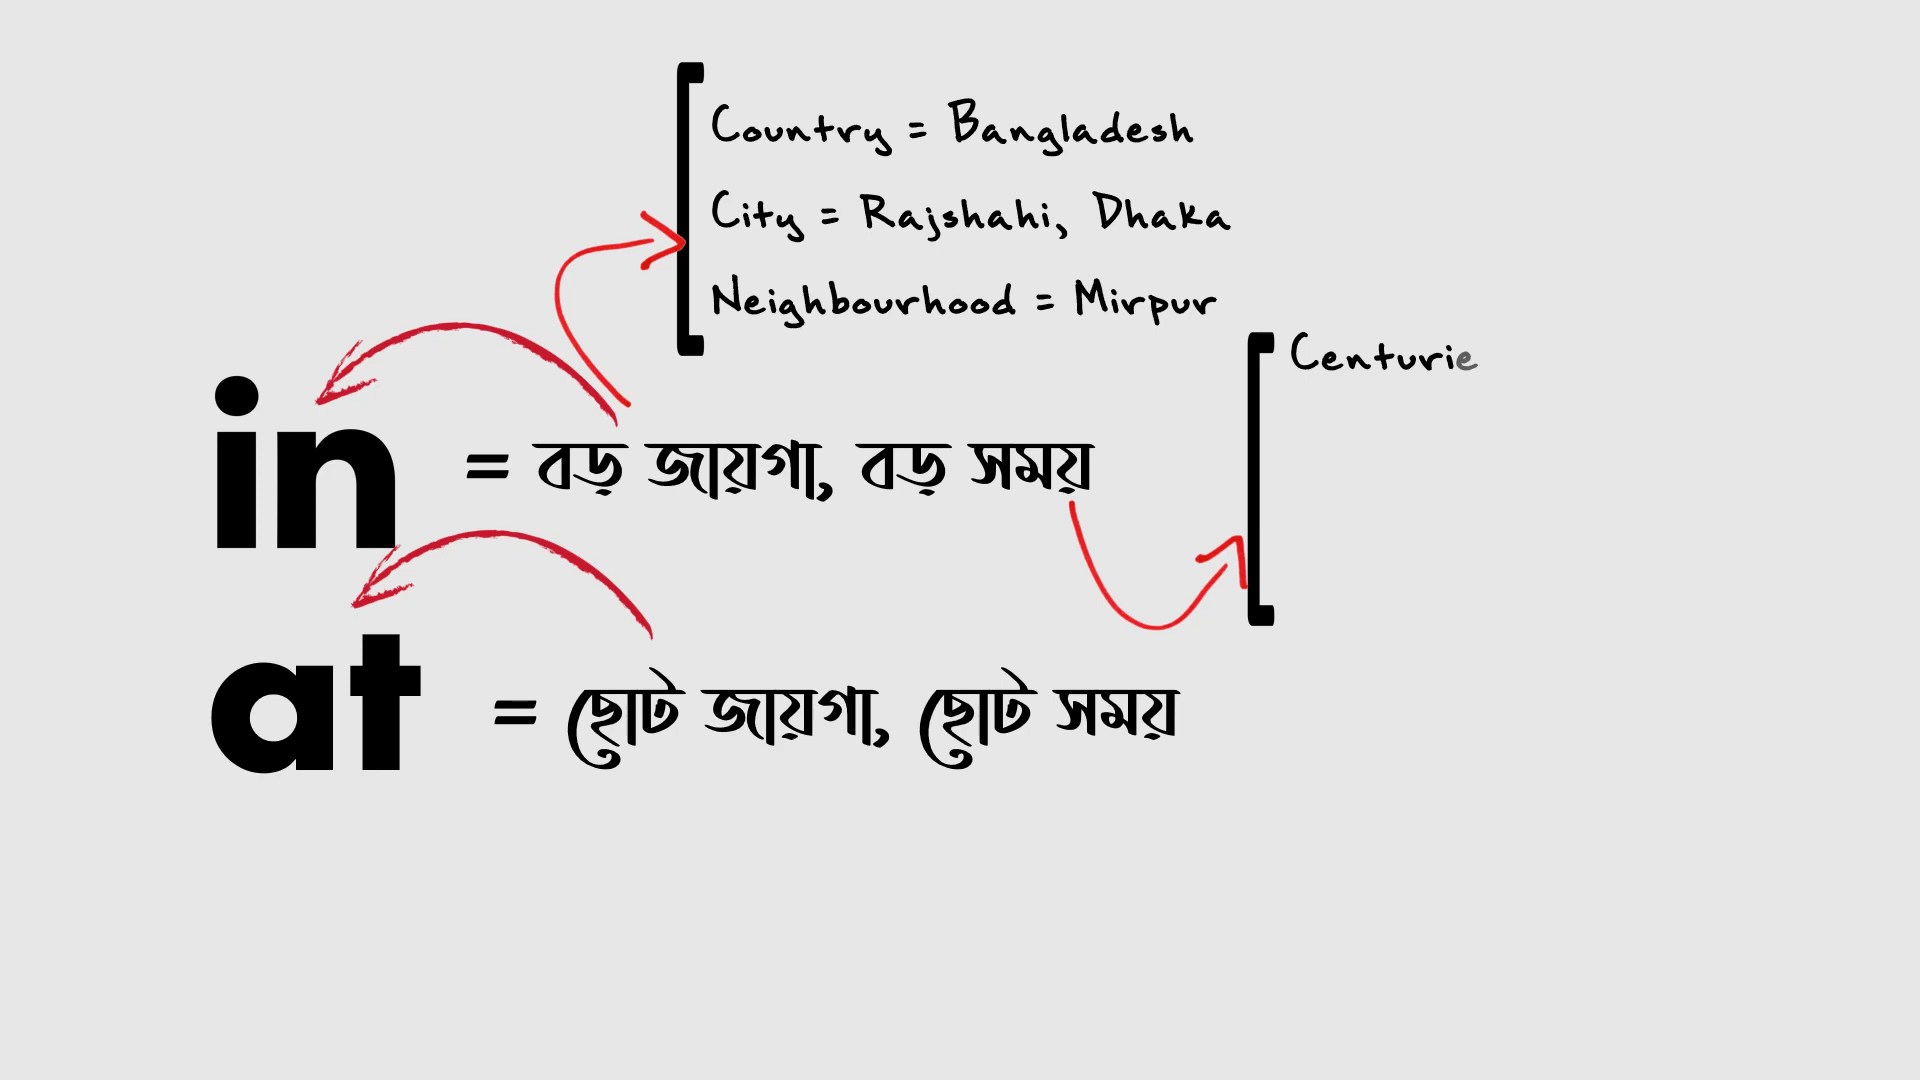 Country = Bangladesh
City = Rajshahi, Dhaka
Neighbourhood = Mirpur
Centurie
in = বড় জায়গা, বড় সময়
at = ছোট জায়গা, ছোট সময়